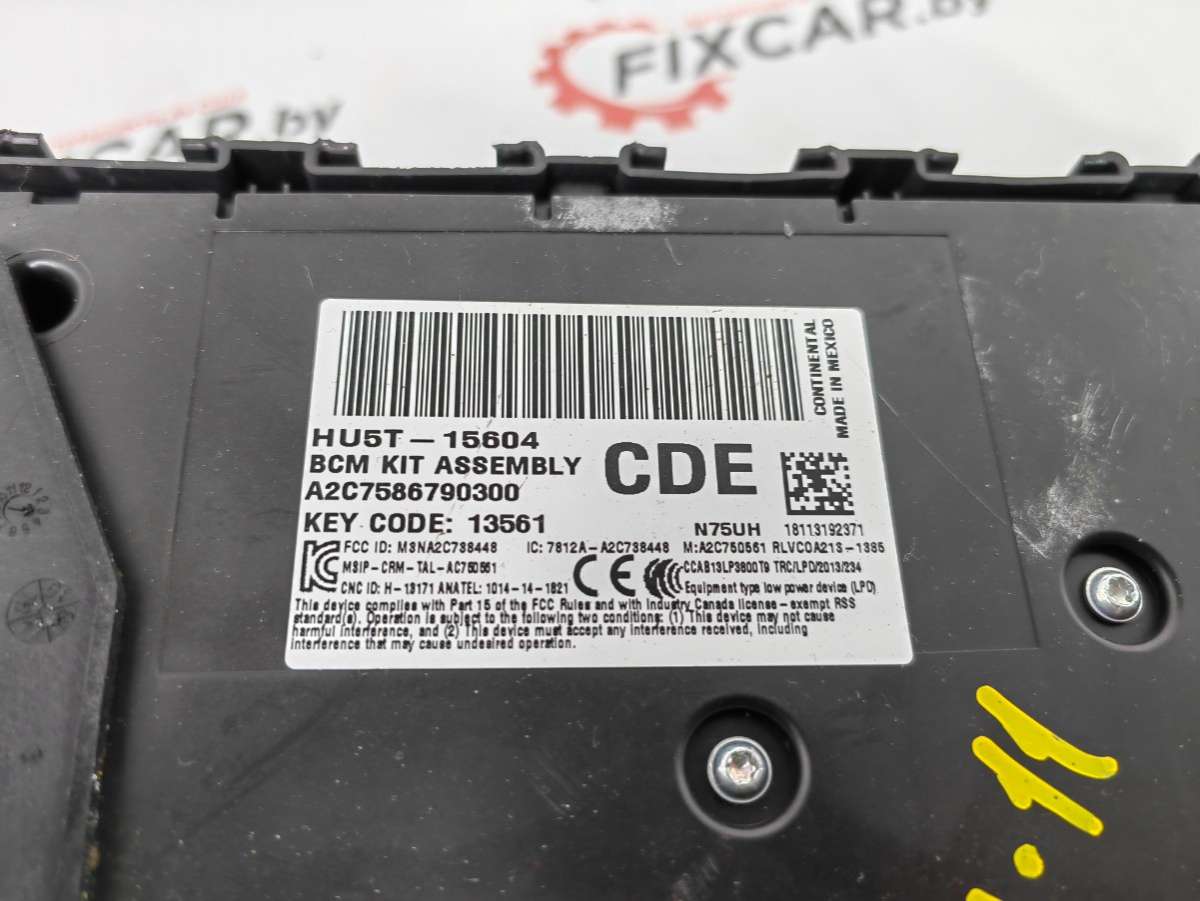 FIXCAR.by
CAR.by
CONTINENTAL
MADE IN MEXICO
HU5T-15604
BCM KIT ASSEMBLY
CDE
A2C7586790300
KEY CODE: 13561
N75UH
18113192371
FCC ID: M3NA2C738448 IC: 7812A-A2C738448 M:A2C750561 RLVCOA213-1385
MSIP-CRM-TAL-AC750561
CCAB13LP3800T9 TRC/LPD/2013/234
CNC ID: H-13171 ANATEL: 1014-14-1821
CE
Equipment type low power device (LPD)
This device complies with Part 15 of the FCC Rules and with Industry Canada license-exempt RSS
standard(s). Operation is subject to the following two conditions: (1) This device may not cause
harmful interference, and (2) This device must accept any interference received, including
interference that may cause undesired operation.